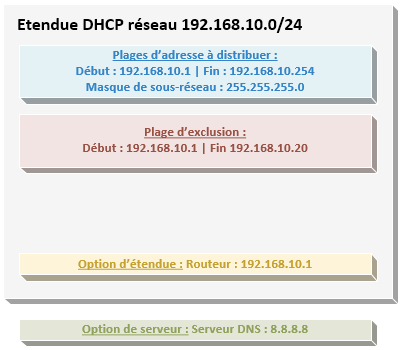 Etendue DHCP réseau 192.168.10.0/24
Plages d’adresse à distribuer :
Début : 192.168.10.1 | Fin : 192.168.10.254
Masque de sous-réseau : 255.255.255.0
Plage d’exclusion :
Début : 192.168.10.1 | Fin 192.168.10.20
Option d’étendue : Routeur : 192.168.10.1
Option de serveur : Serveur DNS : 8.8.8.8